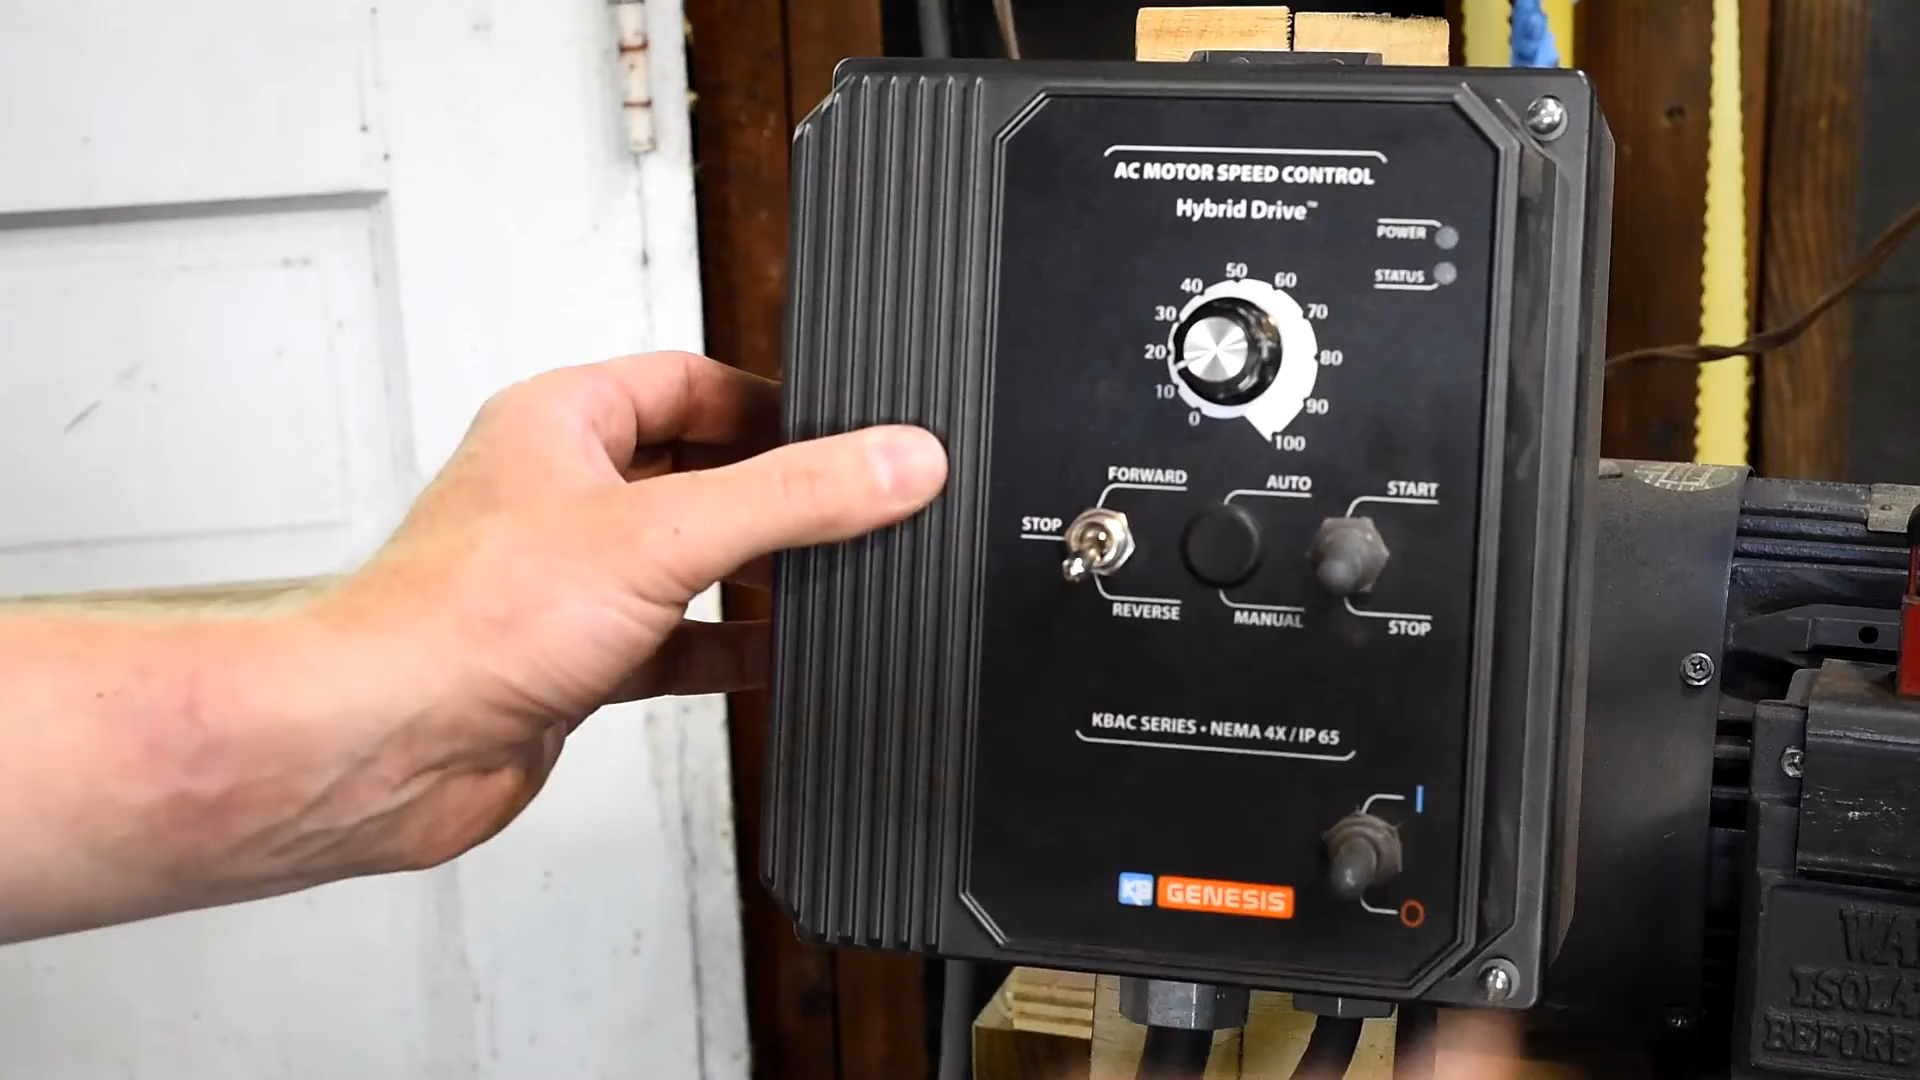 AC MOTOR SPEED CONTROL
Hybrid Drive™
POWER
STATUS
50
40
60
30
70
20
80
10
90
0
100
FORWARD
AUTO
START
STOP
REVERSE
MANUAL
STOP
KBAC SERIES • NEMA 4X / IP 65
I
KB GENESIS
O
BEFORE